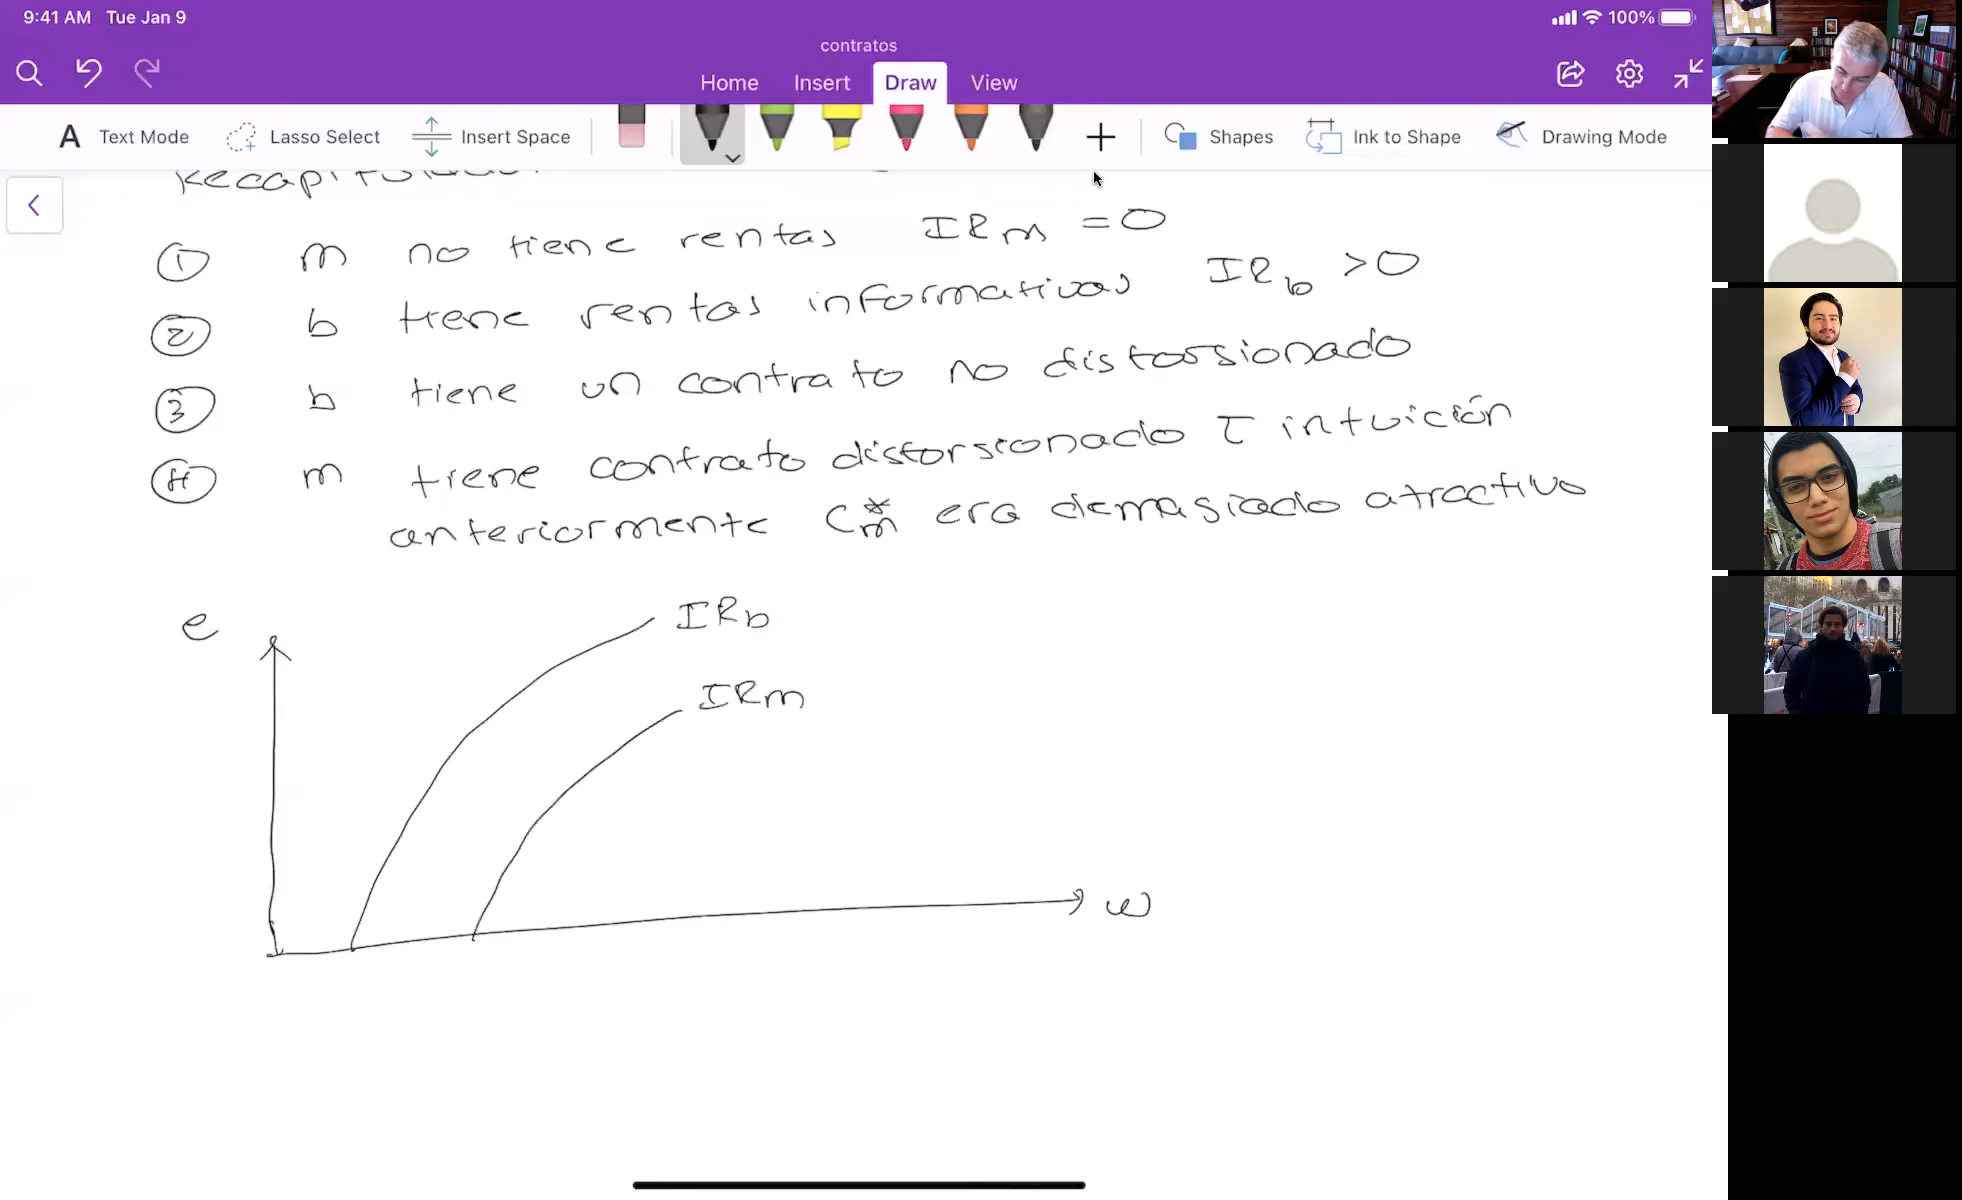 9:41 AM Tue Jan 9
100%
contratos
Home Insert Draw View
Text Mode Lasso Select Insert Space Shapes Ink to Shape Drawing Mode
① m no tiene rentas IRm = 0
② b tiene rentas informativas IRb > 0
③ b tiene un contrato no distorsionado
④ m tiene contrato distorsionado τ intuición
anteriormente C*m era demasiado atractivo
e
IRb
IRm
w